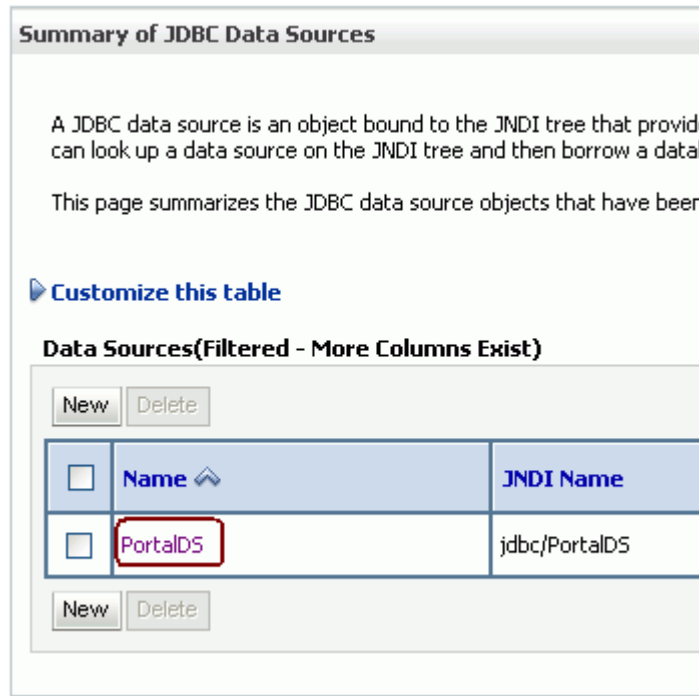 Summary of JDBC Data Sources
A JDBC data source is an object bound to the JNDI tree that provid
can look up a data source on the JNDI tree and then borrow a data
This page summarizes the JDBC data source objects that have been
Customize this table
Data Sources(Filtered - More Columns Exist)
New Delete
Name JNDI Name
PortalDS jdbc/PortalDS
New Delete